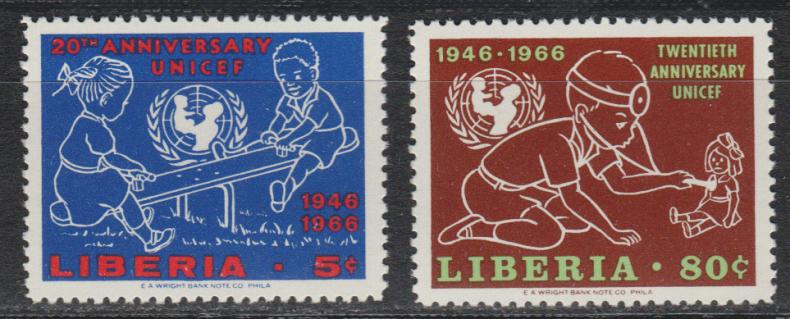 20TH ANNIVERSARY
UNICEF
1946
1966
LIBERIA · 5¢
E A WRIGHT BANK NOTE CO. PHILA
1946·1966
TWENTIETH
ANNIVERSARY
UNICEF
LIBERIA · 80¢
E A WRIGHT BANK NOTE CO. PHILA